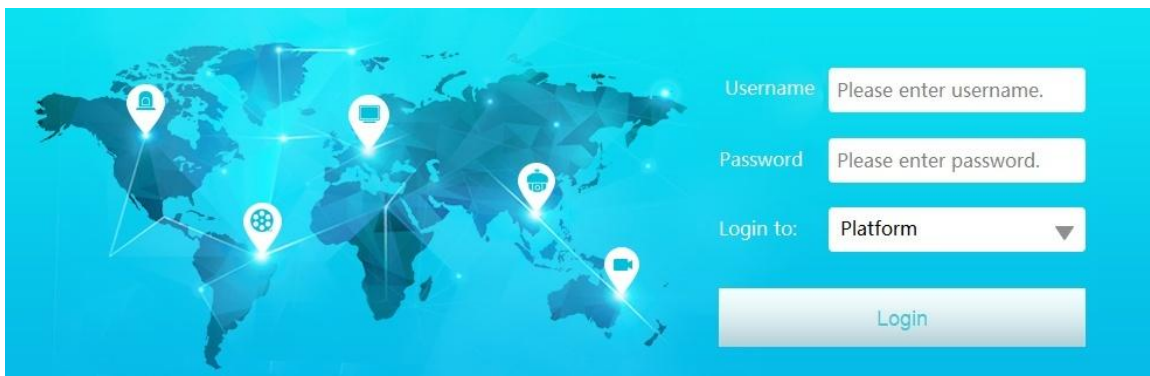 Username
Please enter username.
Password
Please enter password.
Login to:
Platform
Login